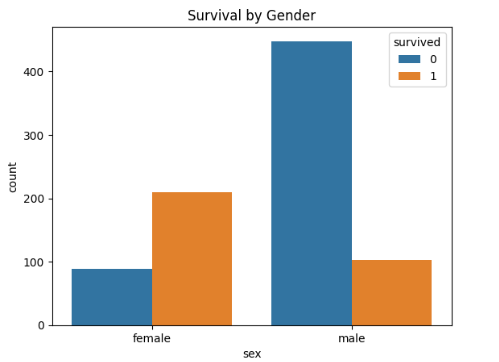 Survival by Gender
survived
0
1
400
300
200
100
0
count
female
male
sex